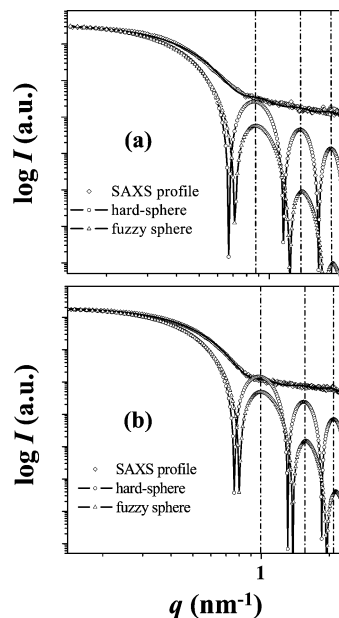 log I (a.u.)
(a)
SAXS profile
hard-sphere
fuzzy sphere
log I (a.u.)
(b)
SAXS profile
hard-sphere
fuzzy sphere
1
q (nm⁻¹)